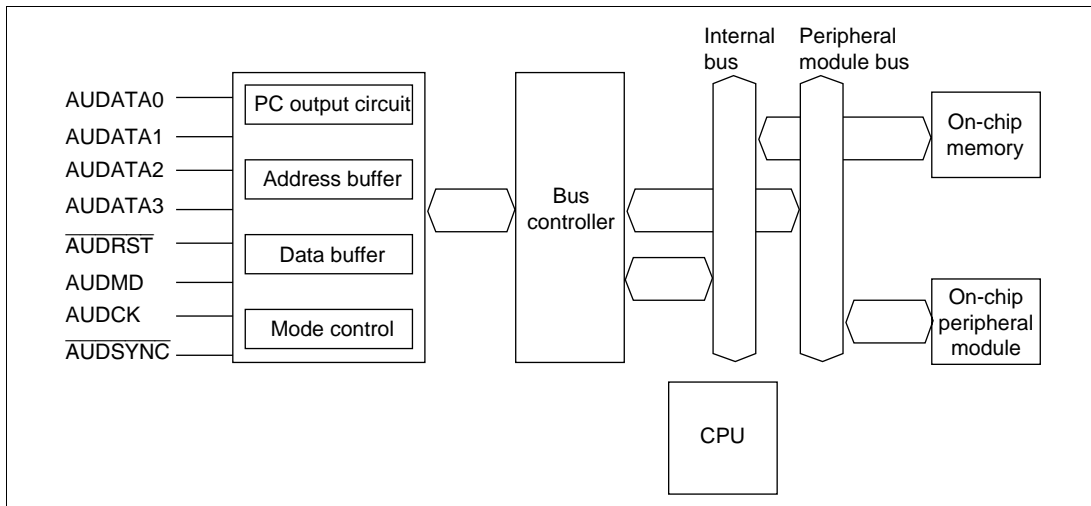 Internal
bus
Peripheral
module bus
AUDATA0
AUDATA1
AUDATA2
AUDATA3
AUDRST
AUDMD
AUDCK
AUDSYNC
PC output circuit
Address buffer
Data buffer
Mode control
Bus
controller
On-chip
memory
On-chip
peripheral
module
CPU